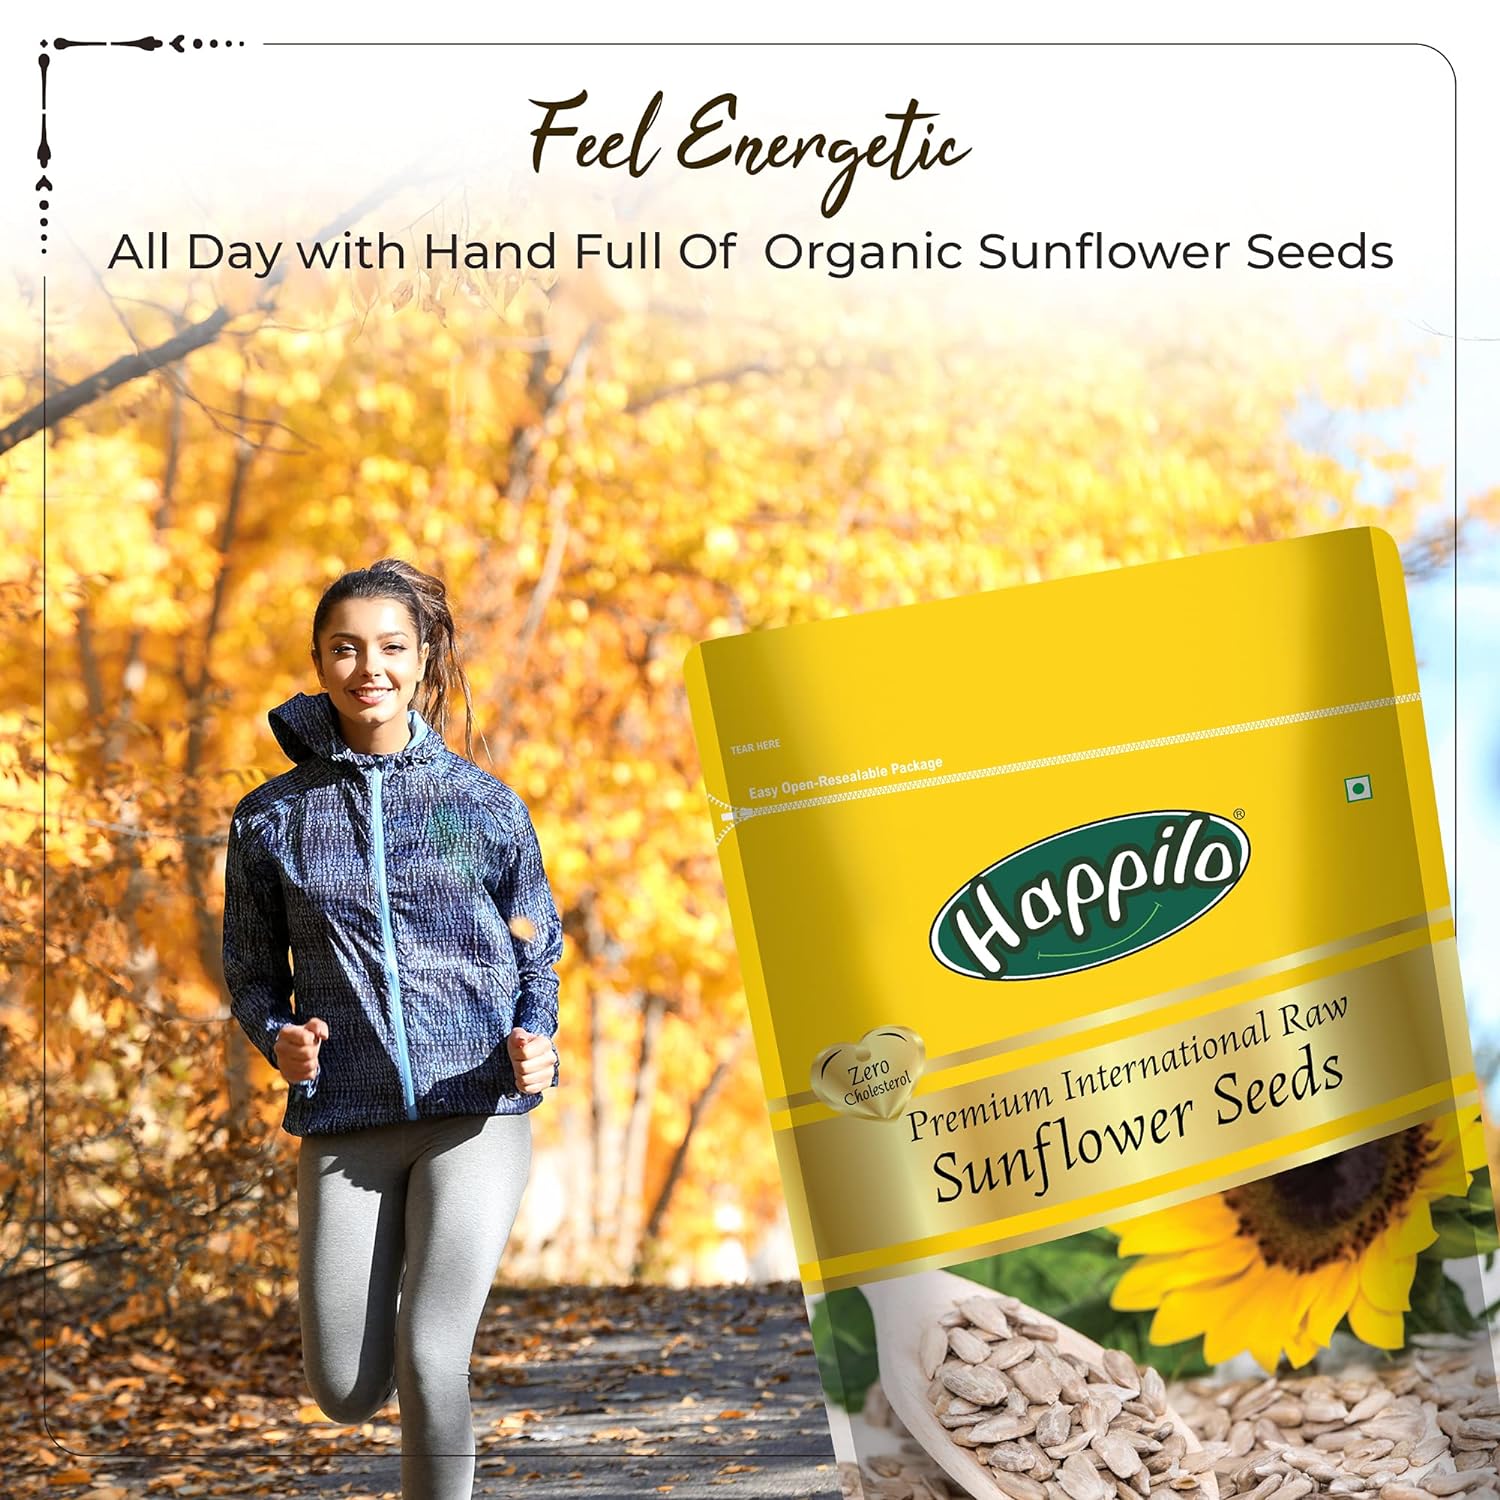 Feel Energetic
All Day with Hand Full Of Organic Sunflower Seeds
TEAR HERE
Easy Open-Resealable Package
Happilo®
Zero
Cholesterol
Premium International Raw
Sunflower Seeds